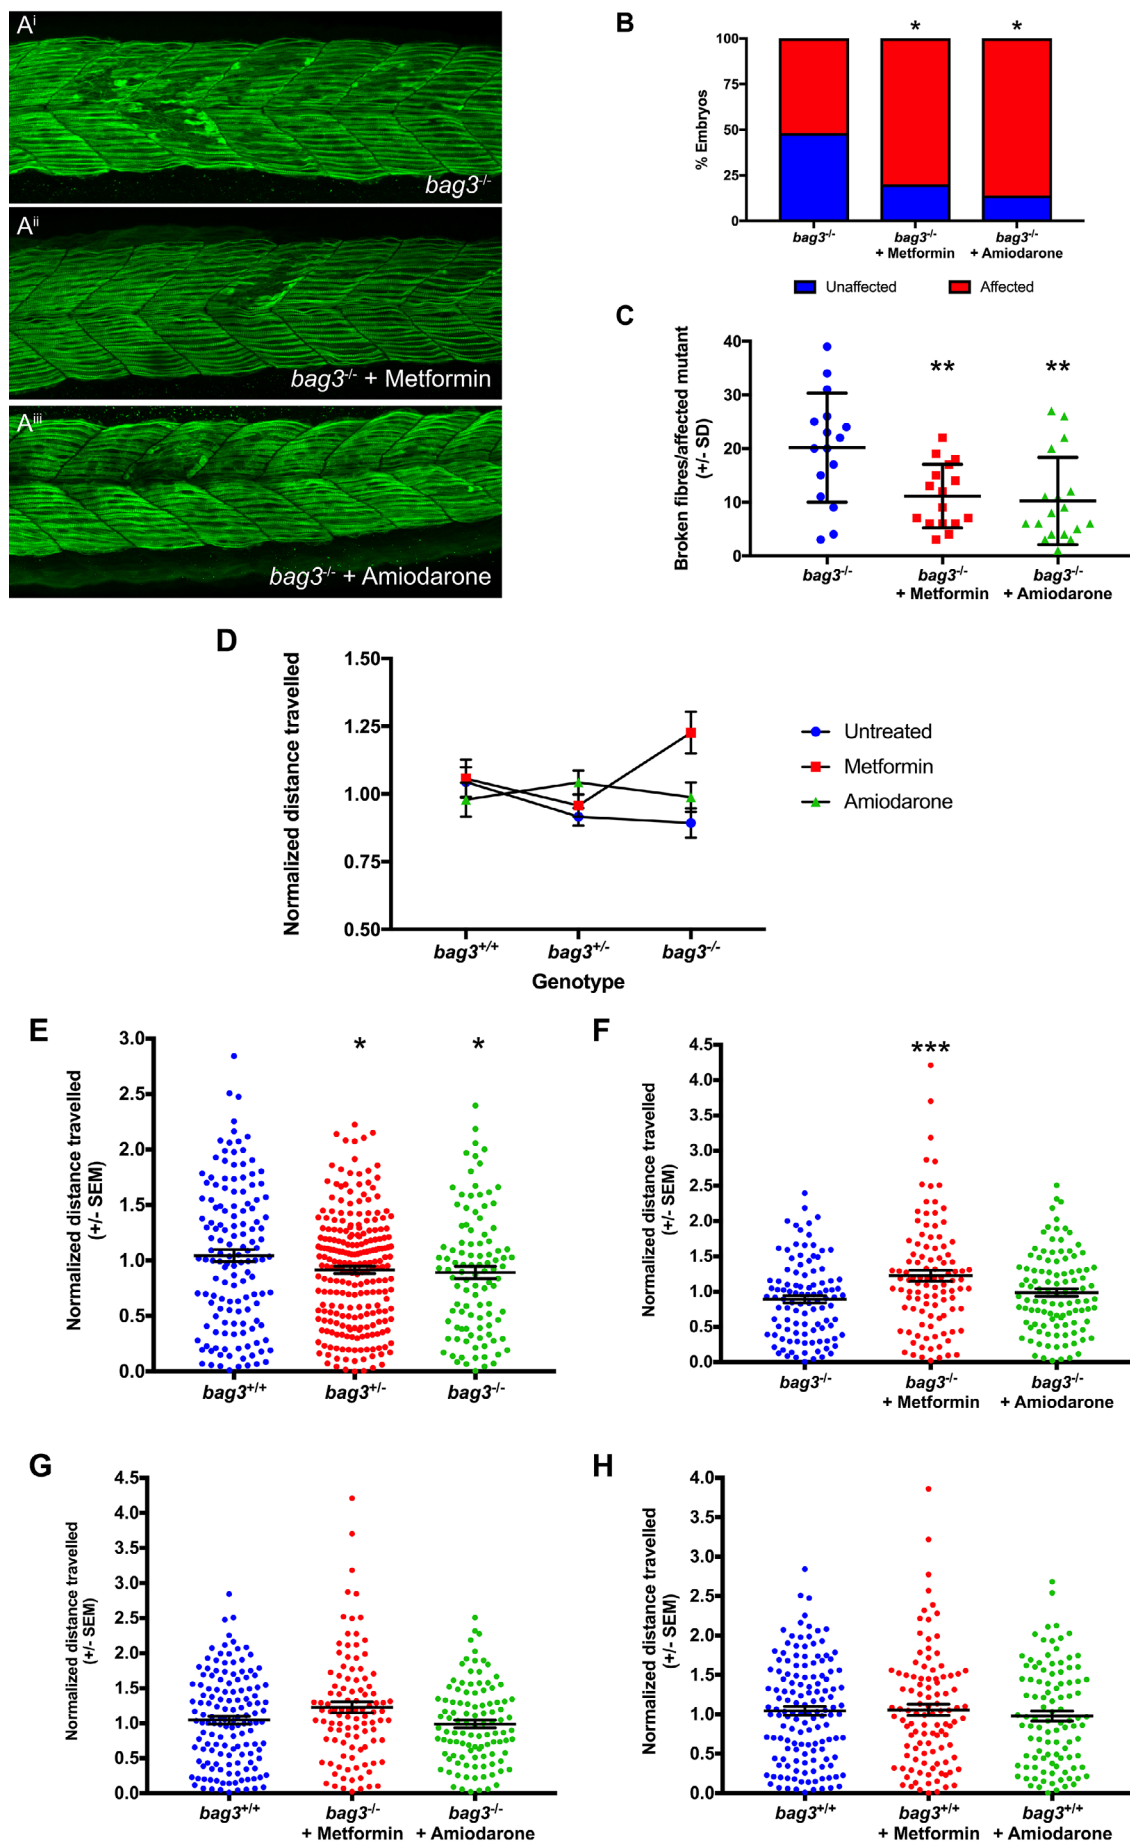 Ai
bag3-/-
Aii
bag3-/- + Metformin
Aiii
bag3-/- + Amiodarone
B
% Embryos
100
75
50
25
0
*
*
bag3-/-
bag3-/-
+ Metformin
bag3-/-
+ Amiodarone
Unaffected
Affected
C
Broken fibres/affected mutant
(+/- SD)
40
30
20
10
0
**
**
bag3-/-
bag3-/-
+ Metformin
bag3-/-
+ Amiodarone
D
Normalized distance travelled
1.50
1.25
1.00
0.75
0.50
bag3+/+
bag3+/-
bag3-/-
Genotype
Untreated
Metformin
Amiodarone
E
Normalized distance travelled
(+/- SEM)
3.0
2.5
2.0
1.5
1.0
0.5
0.0
*
*
bag3+/+
bag3+/-
bag3-/-
F
Normalized distance travelled
(+/- SEM)
4.5
4.0
3.5
3.0
2.5
2.0
1.5
1.0
0.5
0.0
***
bag3-/-
bag3-/-
+ Metformin
bag3-/-
+ Amiodarone
G
Normalized distance travelled
(+/- SEM)
4.5
4.0
3.5
3.0
2.5
2.0
1.5
1.0
0.5
0.0
bag3+/+
bag3-/-
+ Metformin
bag3-/-
+ Amiodarone
H
Normalized distance travelled
(+/- SEM)
4.0
3.5
3.0
2.5
2.0
1.5
1.0
0.5
0.0
bag3+/+
bag3+/+
+ Metformin
bag3+/+
+ Amiodarone